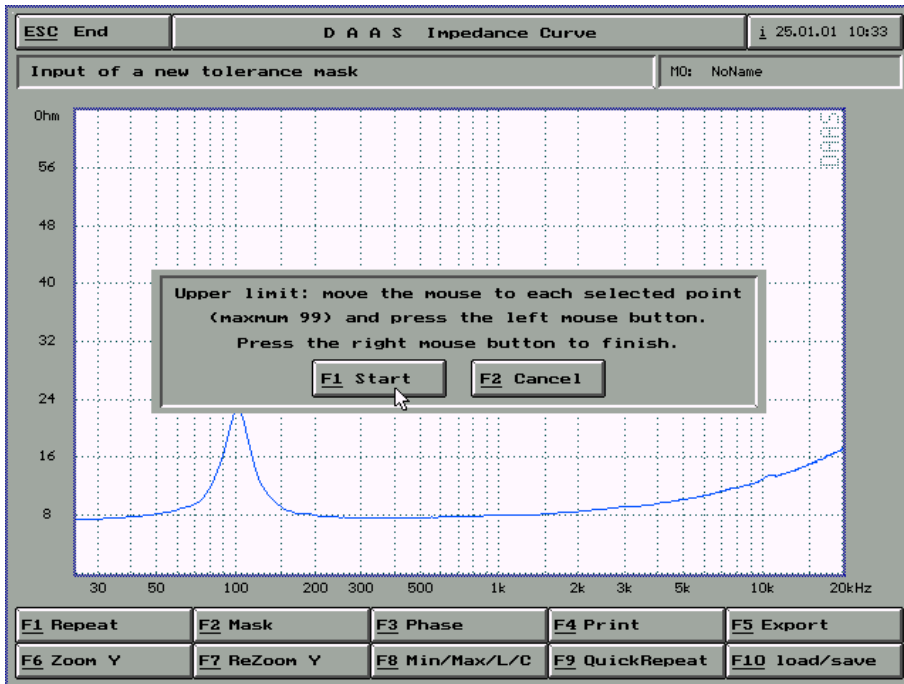 ESC End
D A A S Impedance Curve
i 25.01.01 10:33
Input of a new tolerance mask
MO: NoName
Ohm
DAAS
56
48
40
Upper limit: move the mouse to each selected point
(maxmum 99) and press the left mouse button.
Press the right mouse button to finish.
32
F1 Start
F2 Cancel
24
16
8
30 50 100 200 300 500 1k 2k 3k 5k 10k 20kHz
F1 Repeat
F2 Mask
F3 Phase
F4 Print
F5 Export
F6 Zoom Y
F7 ReZoom Y
F8 Min/Max/L/C
F9 QuickRepeat
F10 load/save